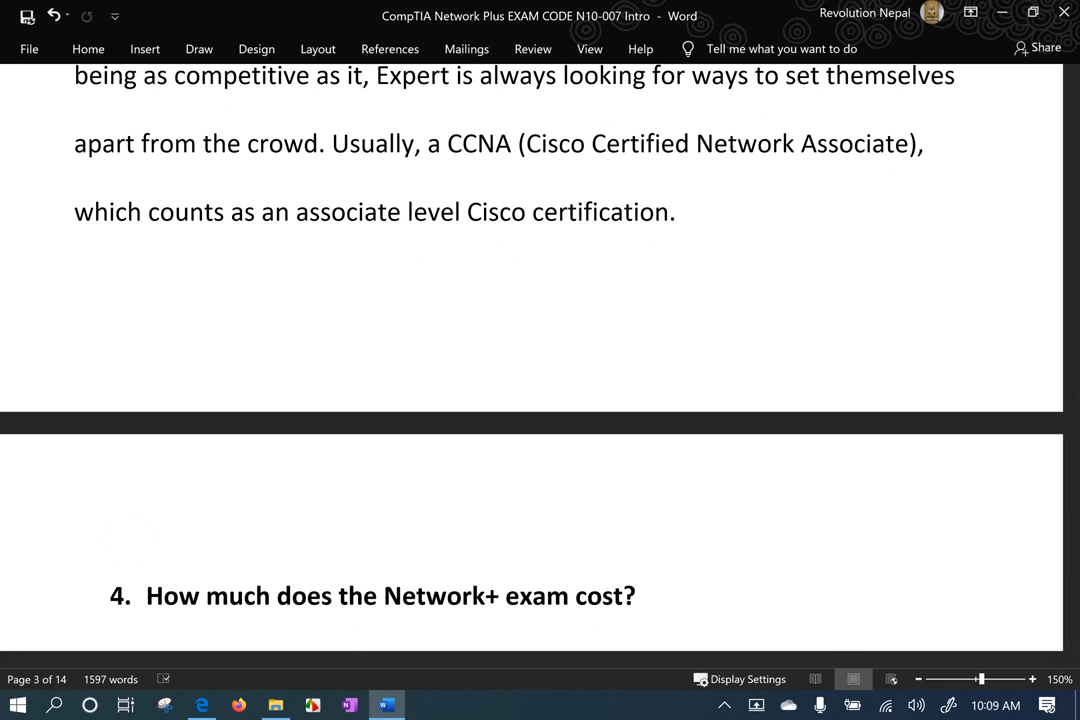 CompTIA Network Plus EXAM CODE N10-007 Intro - Word
Revolution Nepal
File Home Insert Draw Design Layout References Mailings Review View Help Tell me what you want to do Share
being as competitive as it, Expert is always looking for ways to set themselves
apart from the crowd. Usually, a CCNA (Cisco Certified Network Associate),
which counts as an associate level Cisco certification.
4. How much does the Network+ exam cost?
Page 3 of 14 1597 words Display Settings 150%
10:09 AM